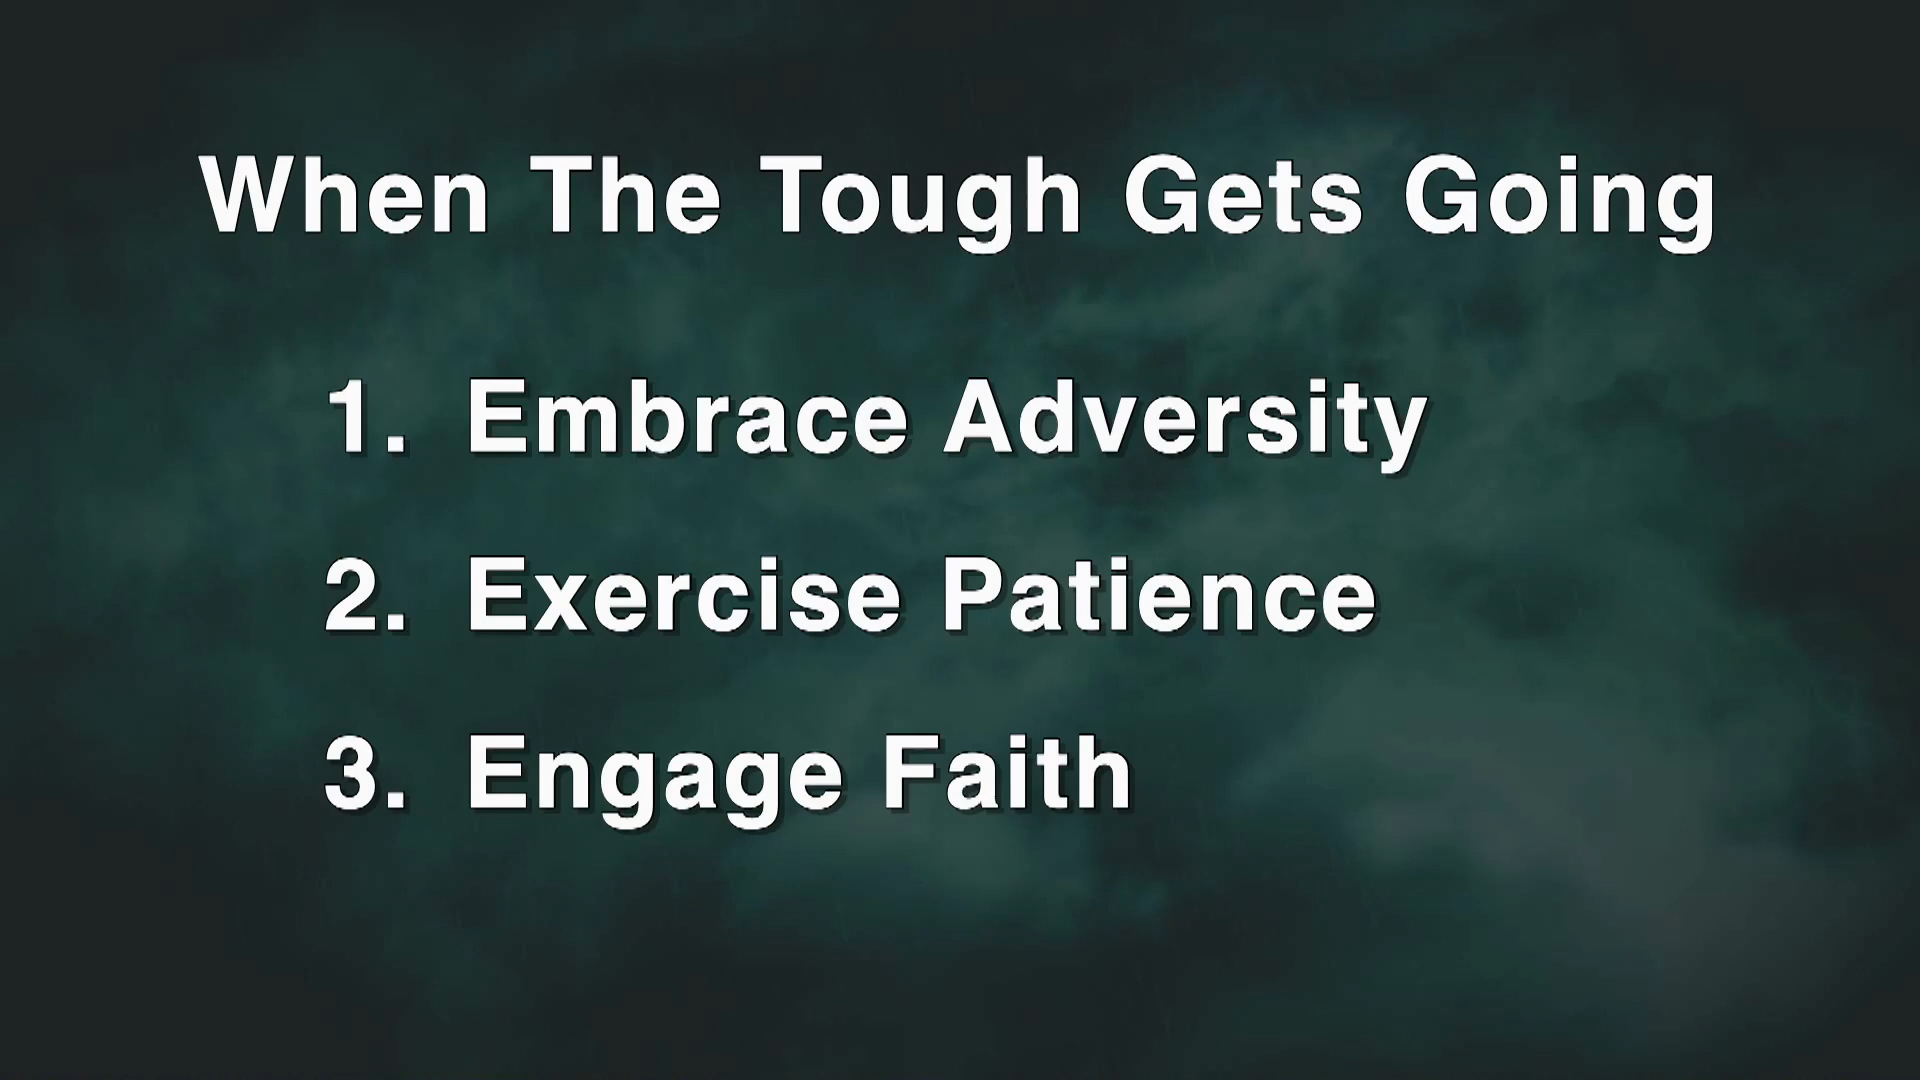 When The Tough Gets Going
1. Embrace Adversity
2. Exercise Patience
3. Engage Faith